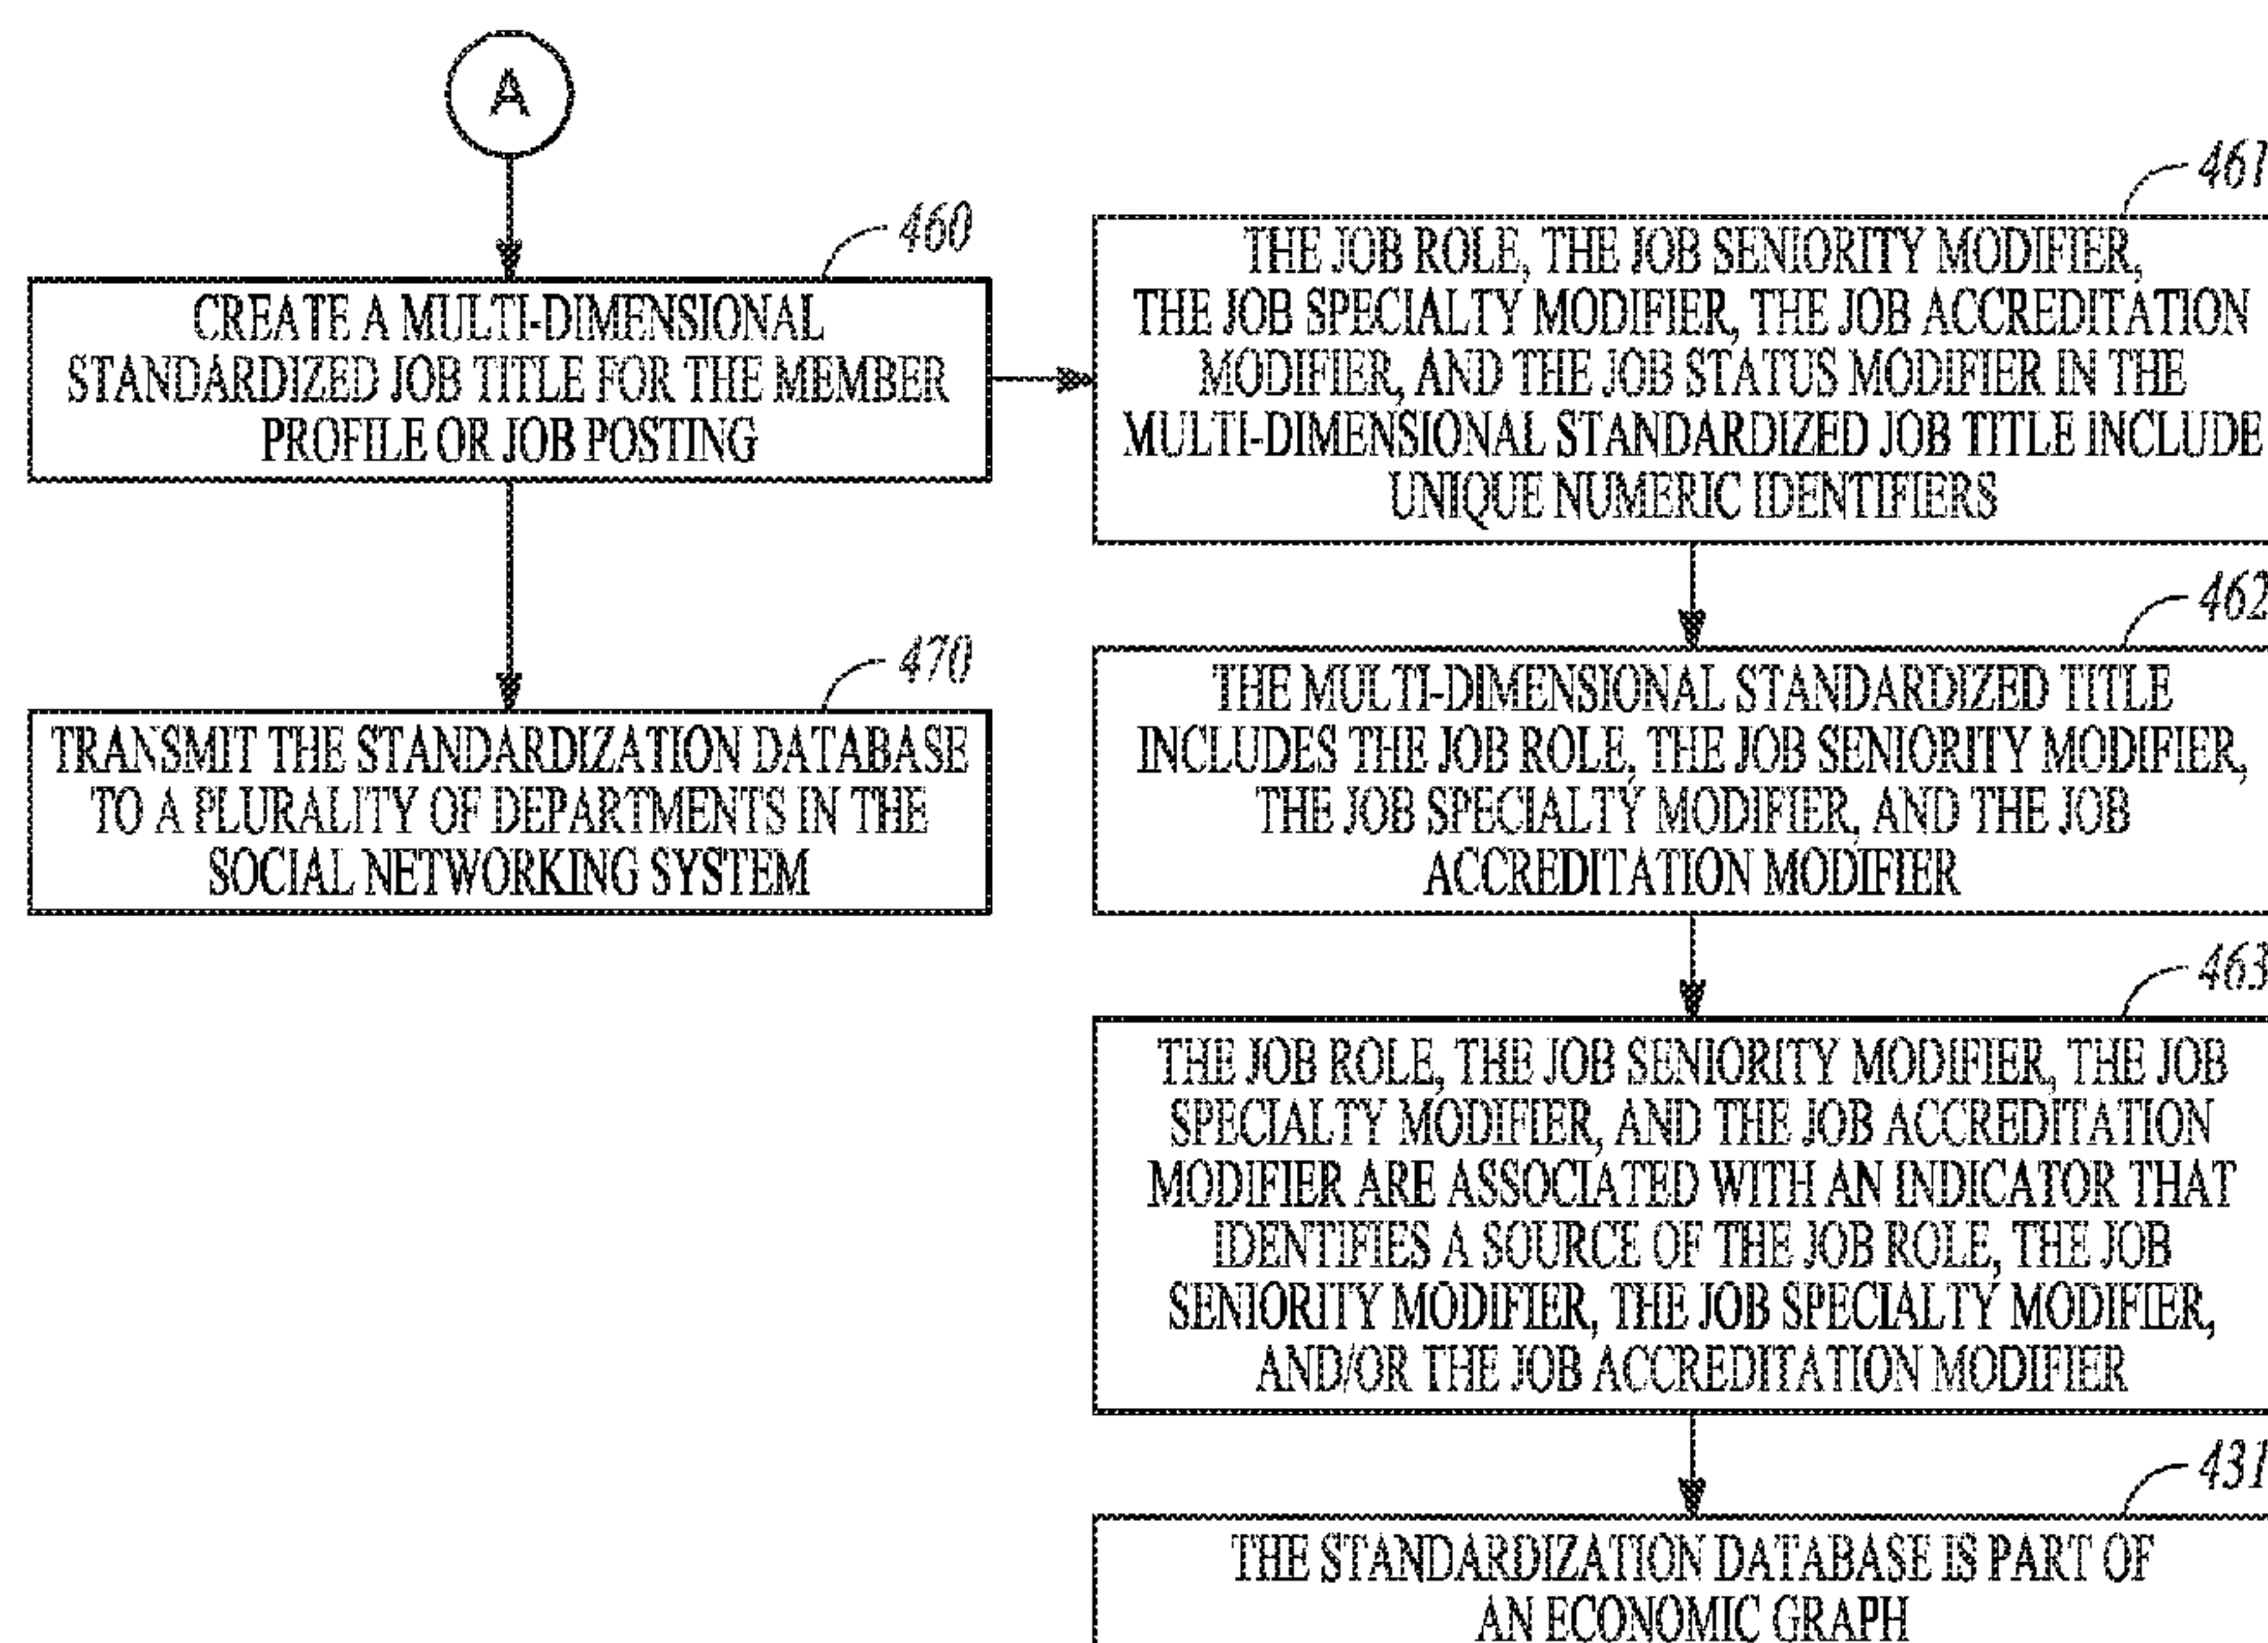 A
460
CREATE A MULTI-DIMENSIONAL
STANDARDIZED JOB TITLE FOR THE MEMBER
PROFILE OR JOB POSTING
470
TRANSMIT THE STANDARDIZATION DATABASE
TO A PLURALITY OF DEPARTMENTS IN THE
SOCIAL NETWORKING SYSTEM
461
THE JOB ROLE, THE JOB SENIORITY MODIFIER,
THE JOB SPECIALTY MODIFIER, THE JOB ACCREDITATION
MODIFIER, AND THE JOB STATUS MODIFIER IN THE
MULTI-DIMENSIONAL STANDARDIZED JOB TITLE INCLUDE
UNIQUE NUMERIC IDENTIFIERS
462
THE MULTI-DIMENSIONAL STANDARDIZED TITLE
INCLUDES THE JOB ROLE, THE JOB SENIORITY MODIFIER,
THE JOB SPECIALTY MODIFIER, AND THE JOB
ACCREDITATION MODIFIER
463
THE JOB ROLE, THE JOB SENIORITY MODIFIER, THE JOB
SPECIALTY MODIFIER, AND THE JOB ACCREDITATION
MODIFIER ARE ASSOCIATED WITH AN INDICATOR THAT
IDENTIFIES A SOURCE OF THE JOB ROLE, THE JOB
SENIORITY MODIFIER, THE JOB SPECIALTY MODIFIER,
AND/OR THE JOB ACCREDITATION MODIFIER
431
THE STANDARDIZATION DATABASE IS PART OF
AN ECONOMIC GRAPH